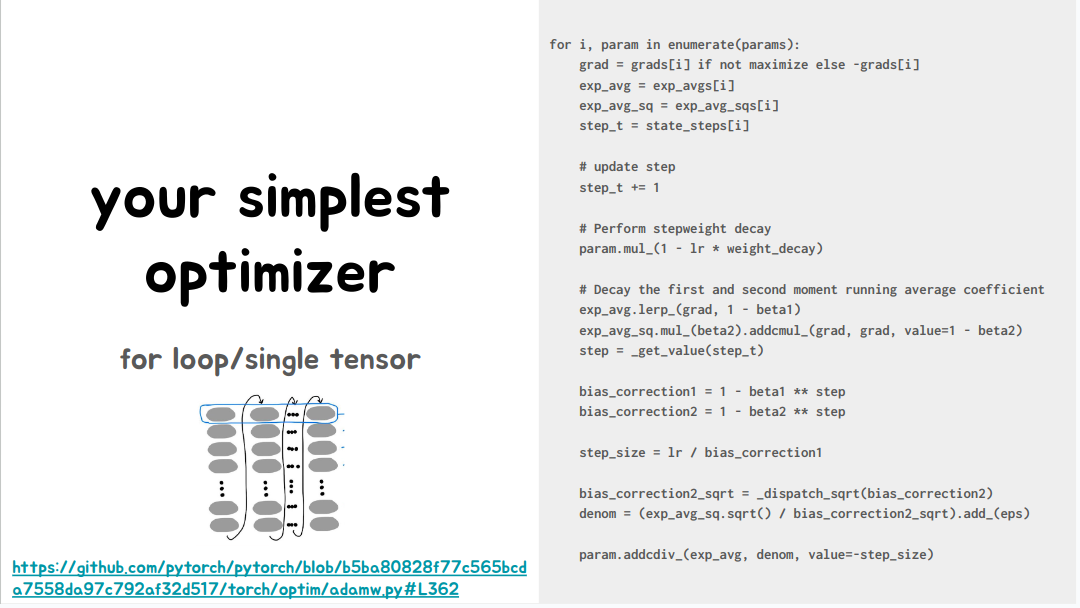 your simplest
optimizer
for loop/single tensor
https://github.com/pytorch/pytorch/blob/b5ba80828f77c565bcd
a7558da97c792af32d517/torch/optim/adamw.py#L362
for i, param in enumerate(params):
    grad = grads[i] if not maximize else -grads[i]
    exp_avg = exp_avgs[i]
    exp_avg_sq = exp_avg_sqs[i]
    step_t = state_steps[i]
    # update step
    step_t += 1
    # Perform stepweight decay
    param.mul_(1 - lr * weight_decay)
    # Decay the first and second moment running average coefficient
    exp_avg.lerp_(grad, 1 - beta1)
    exp_avg_sq.mul_(beta2).addcmul_(grad, grad, value=1 - beta2)
    step = _get_value(step_t)
    bias_correction1 = 1 - beta1 ** step
    bias_correction2 = 1 - beta2 ** step
    step_size = lr / bias_correction1
    bias_correction2_sqrt = _dispatch_sqrt(bias_correction2)
    denom = (exp_avg_sq.sqrt() / bias_correction2_sqrt).add_(eps)
    param.addcdiv_(exp_avg, denom, value=-step_size)